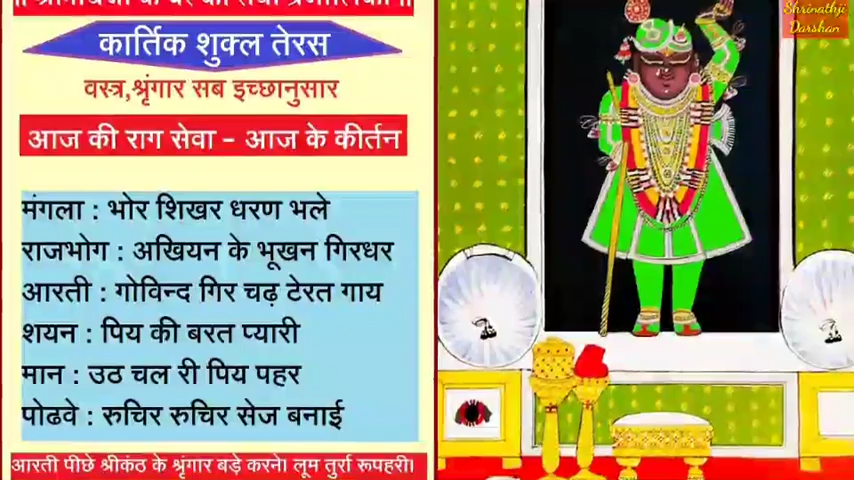 कार्तिक शुक्ल तेरस
वस्त्र,श्रृंगार सब इच्छानुसार
आज की राग सेवा - आज के कीर्तन
मंगला : भोर शिखर धरण भले
राजभोग : अखियन के भूखन गिरधर
आरती : गोविन्द गिर चढ़ टेरत गाय
शयन : पिय की बरत प्यारी
मान : उठ चल री पिय पहर
पोढवे : रुचिर रुचिर सेज बनाई
आरती पीछे श्रीकंठ के श्रृंगार बड़े करने। लूम तुर्रा रूपहरी।
Shrinathji
Darshan